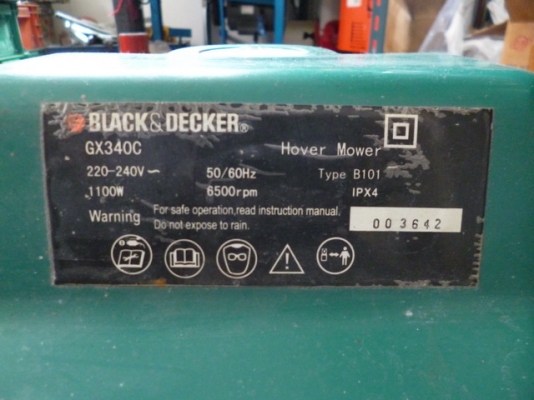 BLACK&DECKER®
GX340C Hover Mower
220-240V~ 50/60Hz Type B101
1100W 6500rpm IPX4
Warning For safe operation,read instruction manual.
Do not expose to rain.
003642